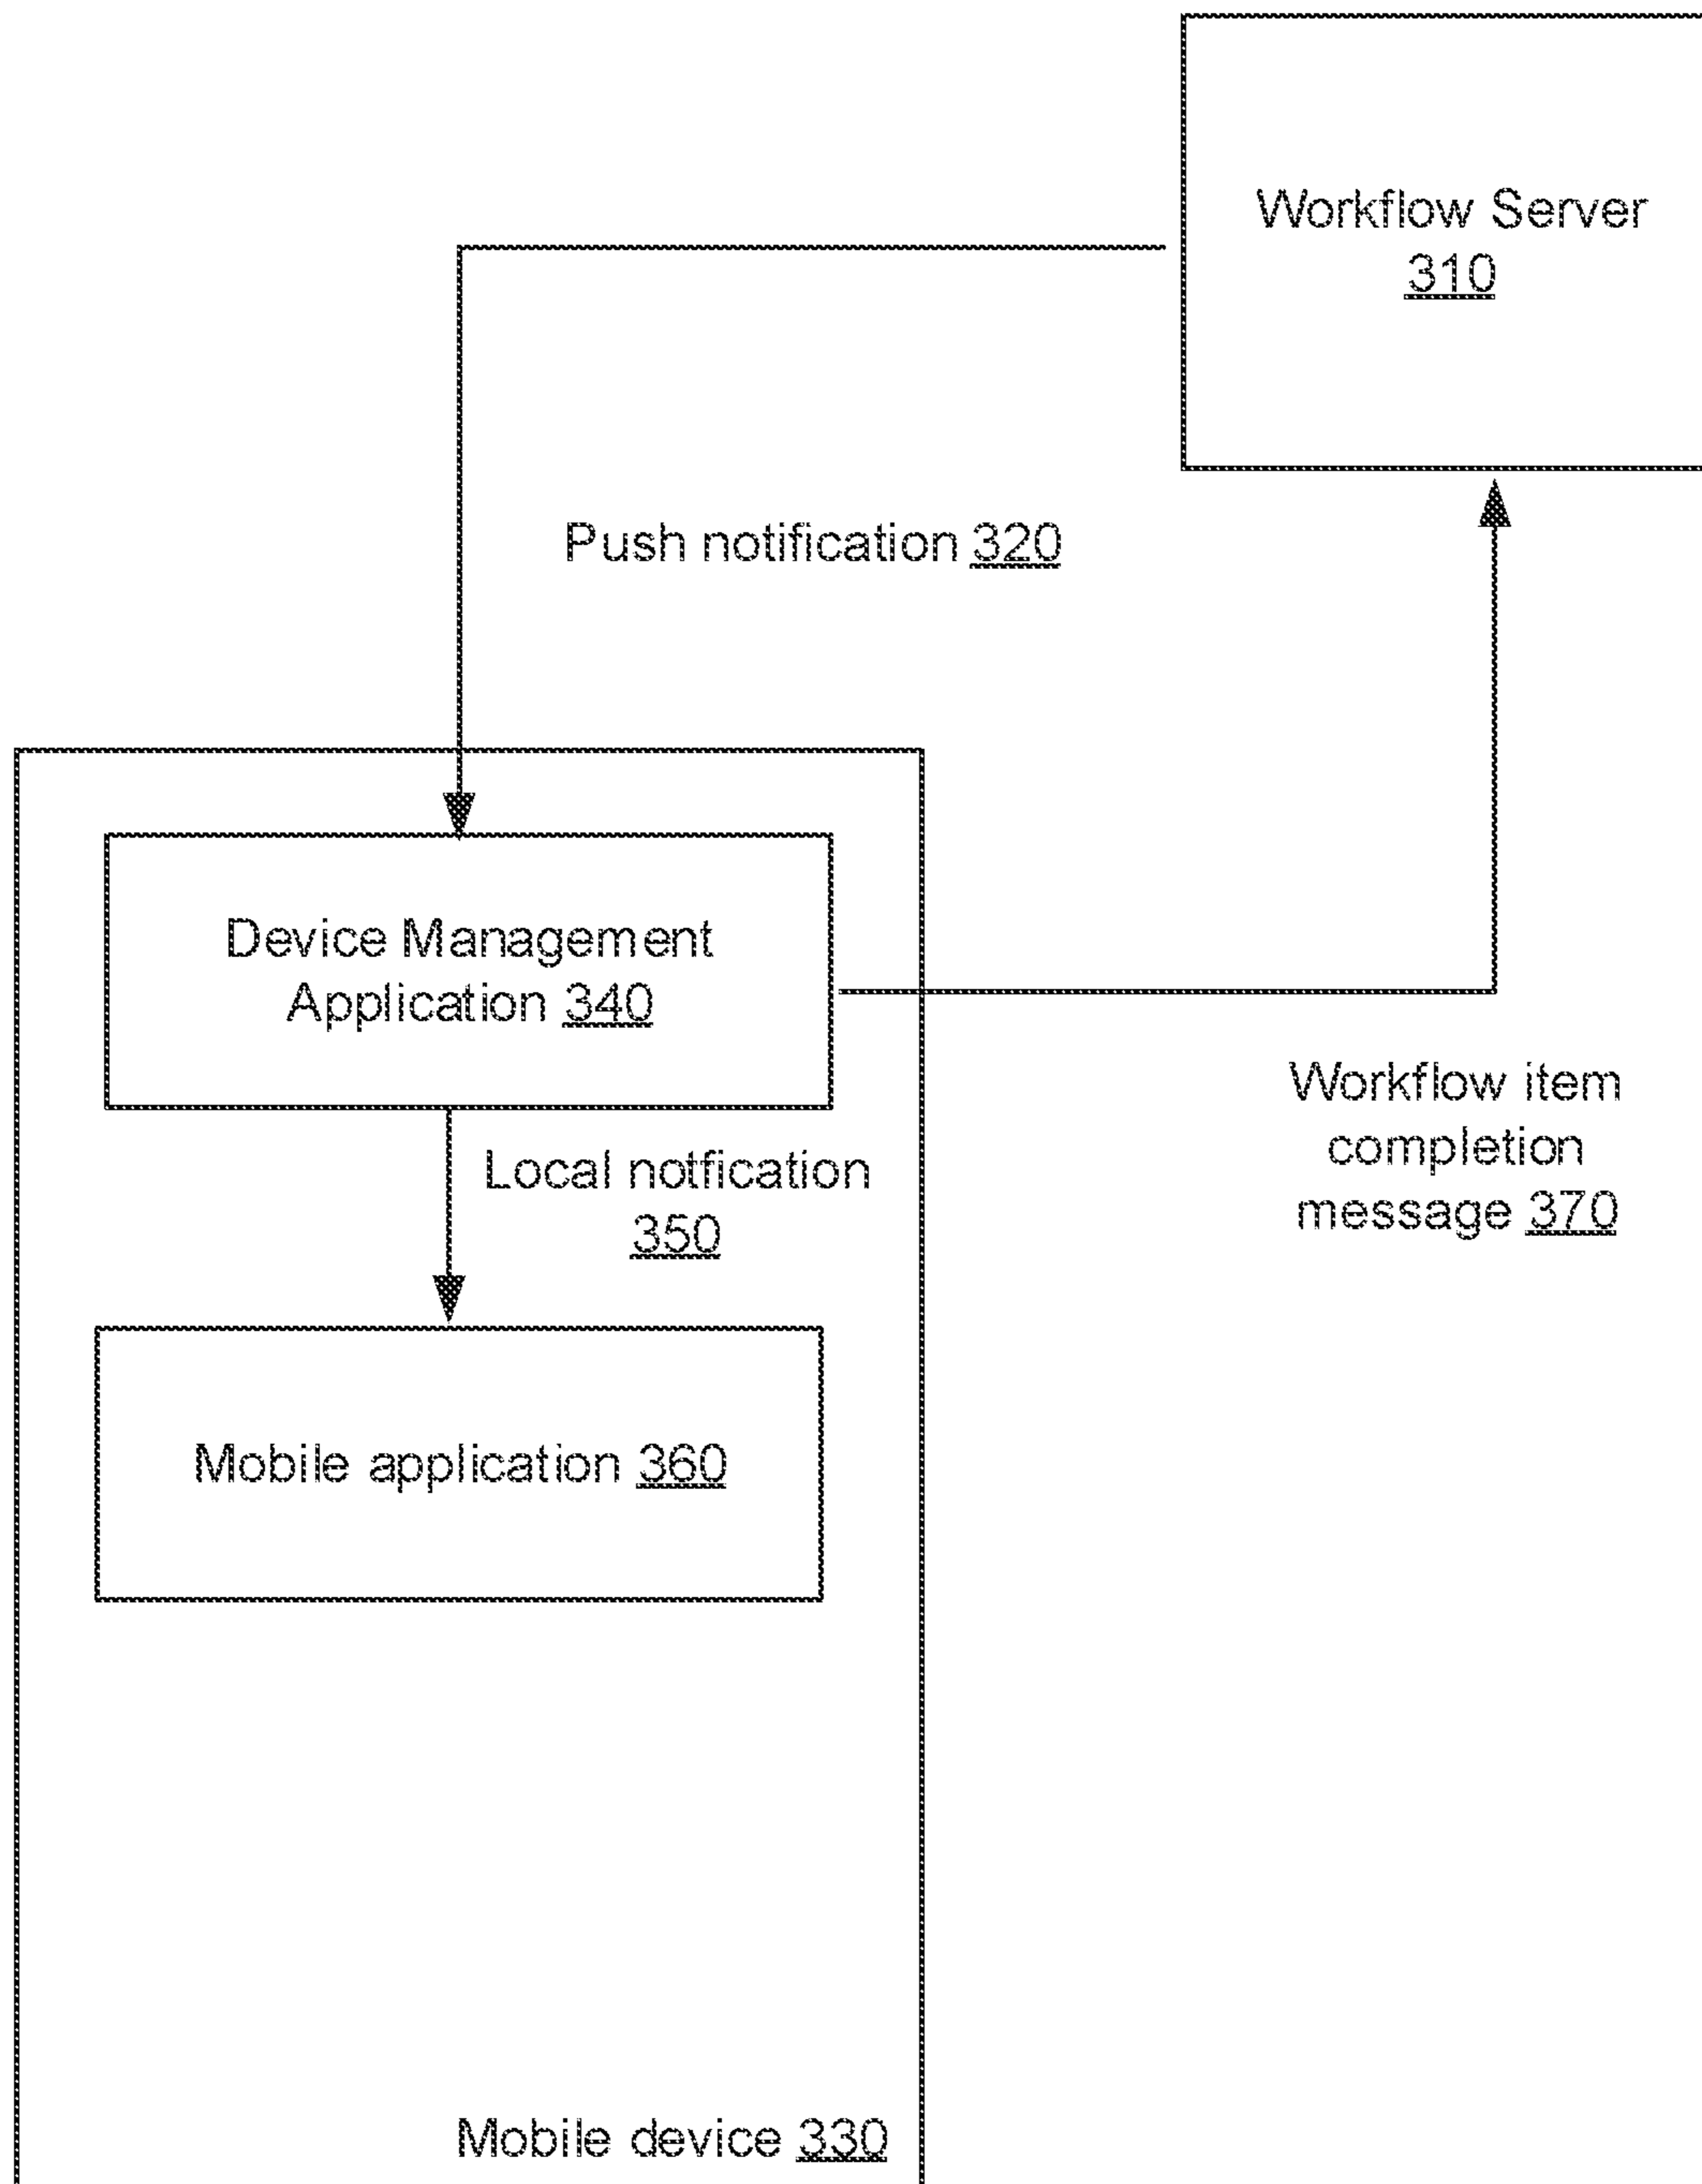 Workflow Server
310
Push notification 320
Device Management
Application 340
Local notfication
350
Workflow item
completion
message 370
Mobile application 360
Mobile device 330